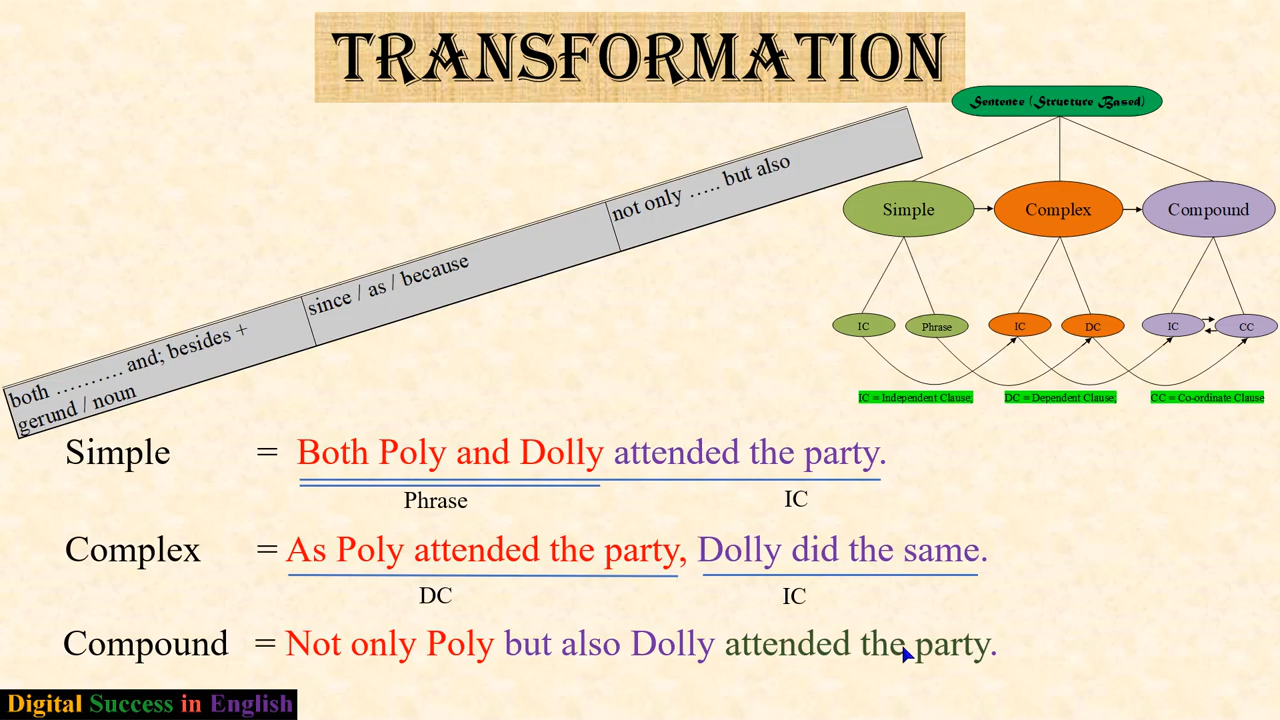 TRANSFORMATION
Sentence (Structure Based)
Simple
Complex
Compound
IC
Phrase
IC
DC
IC
CC
IC = Independent Clause,
DC = Dependent Clause,
CC = Co-ordinate Clause
both .......... and; besides +
gerund / noun
since / as / because
not only ..... but also
Simple = Both Poly and Dolly attended the party.
Phrase IC
Complex = As Poly attended the party, Dolly did the same.
DC IC
Compound = Not only Poly but also Dolly attended the party.
Digital Success in English